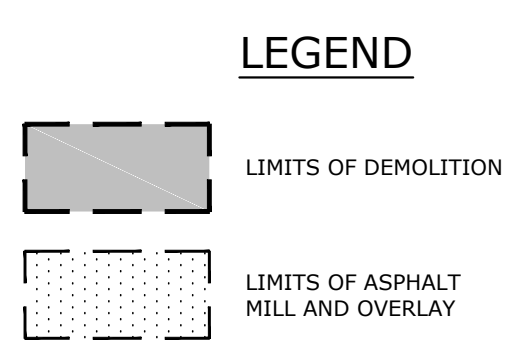 LEGEND
LIMITS OF DEMOLITION
LIMITS OF ASPHALT
MILL AND OVERLAY